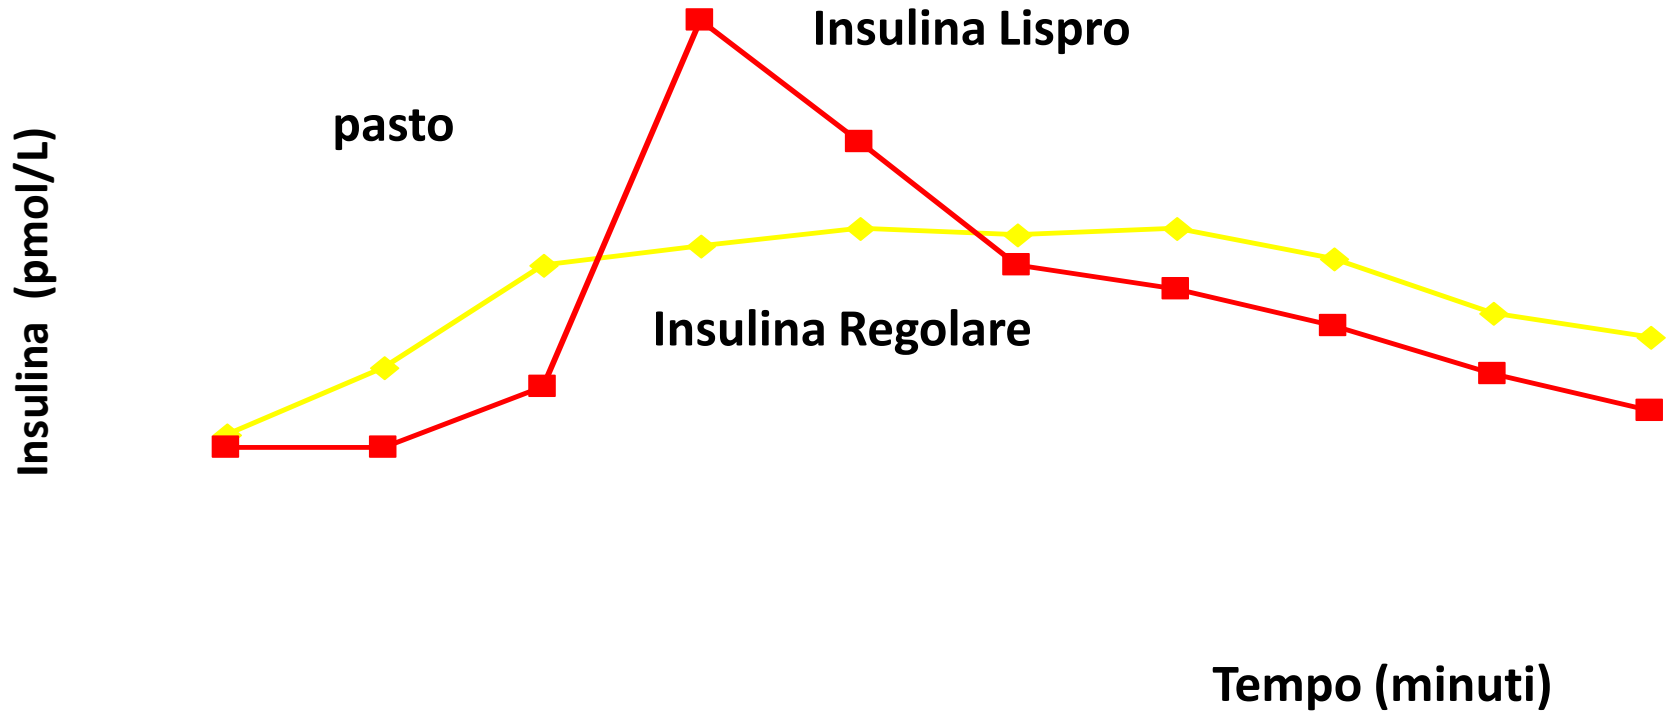 Insulina Lispro
pasto
Insulina (pmol/L)
Insulina Regolare
Tempo (minuti)